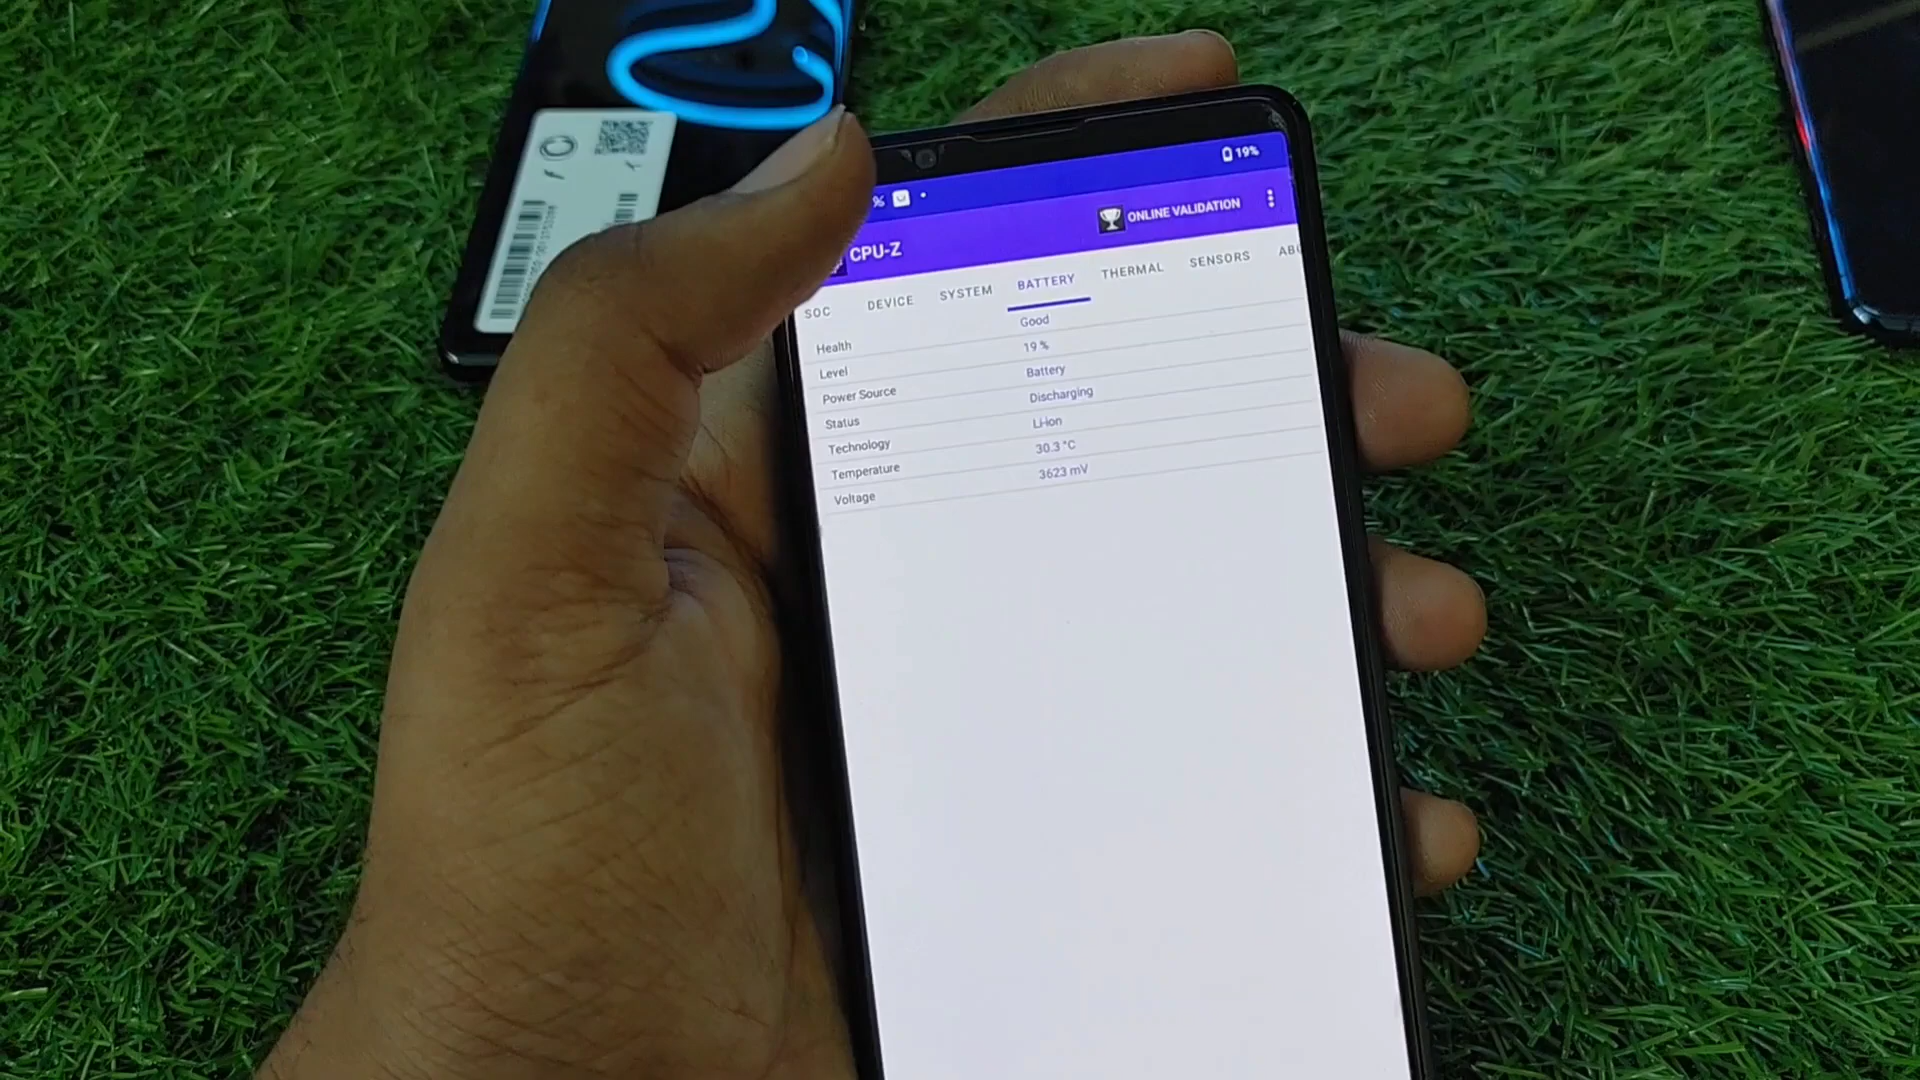 19%
%
ONLINE VALIDATION
CPU-Z
SOC DEVICE SYSTEM BATTERY THERMAL SENSORS ABO
Health Good
Level 19 %
Power Source Battery
Status Discharging
Technology Li-ion
Temperature 30.3 °C
Voltage 3623 mV